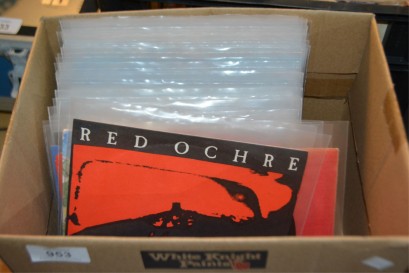 RED OCHRE
953
White Knight